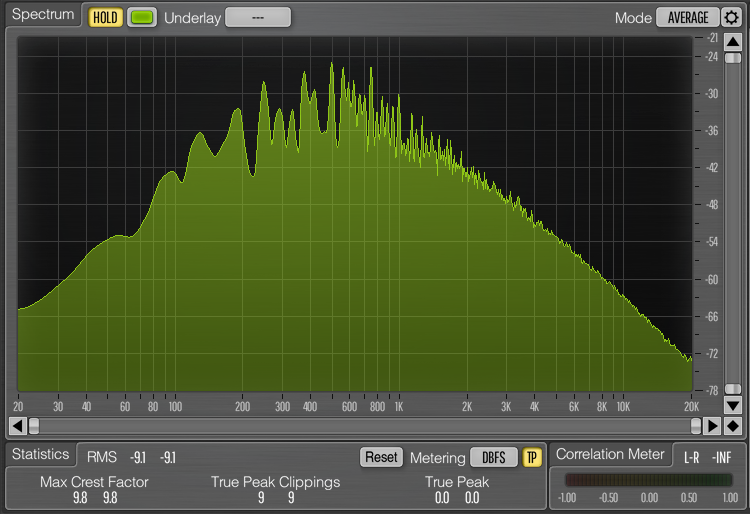 Spectrum HOLD Underlay --- Mode AVERAGE
-21
-24
-30
-36
-42
-48
-54
-60
-66
-72
-78
20 30 40 60 80 100 200 300 400 600 800 1K 2K 3K 4K 6K 8K 10K 20K
Statistics RMS -9.1 -9.1 Reset Metering DBFS TP Correlation Meter L-R -INF
Max Crest Factor True Peak Clippings True Peak
9.8 9.8 9 9 0.0 0.0 -1.00 -0.50 0.00 0.50 1.00